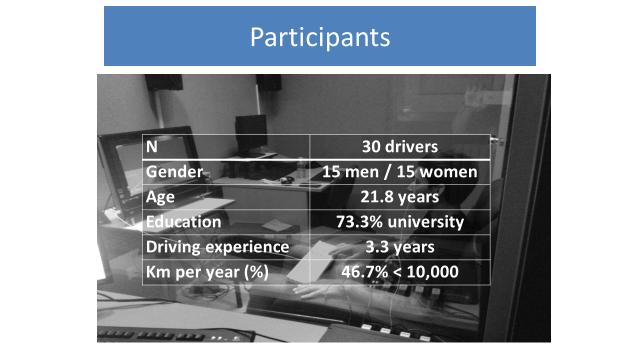 Participants
N 30 drivers
Gender 15 men / 15 women
Age 21.8 years
Education 73.3% university
Driving experience 3.3 years
Km per year (%) 46.7% < 10,000